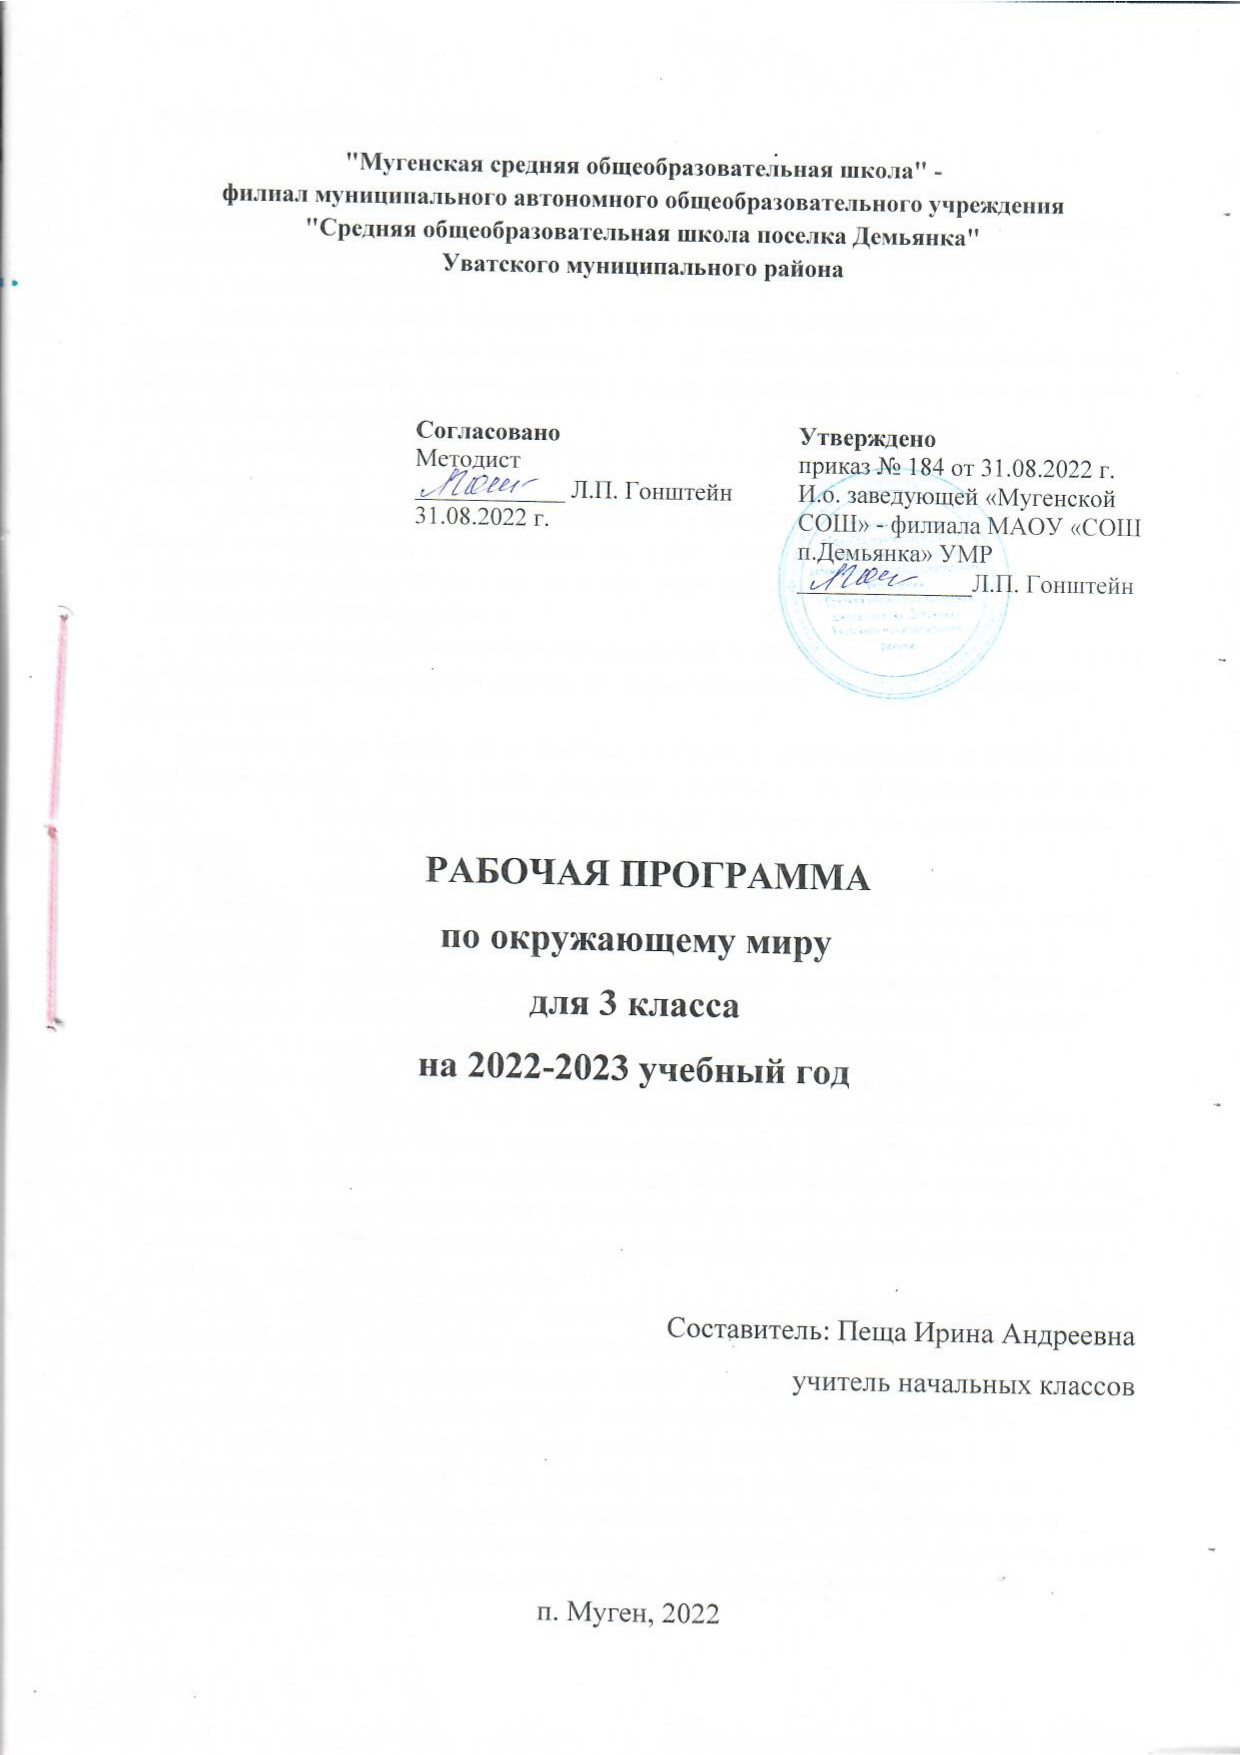 "Мугенская средняя общеобразовательная школа" -
филиал муниципального автономного общеобразовательного учреждения
"Средняя общеобразовательная школа поселка Демьянка"
Уватского муниципального района
Согласовано
Методист
____________ Л.П. Гонштейн
31.08.2022 г.
Утверждено
приказ № 184 от 31.08.2022 г.
И.о. заведующей «Мугенской
СОШ» - филиала МАОУ «СОШ
п.Демьянка» УМР
______________Л.П. Гонштейн
района
РАБОЧАЯ ПРОГРАММА
по окружающему миру
для 3 класса
на 2022-2023 учебный год
Составитель: Пеща Ирина Андреевна
учитель начальных классов
п. Муген, 2022